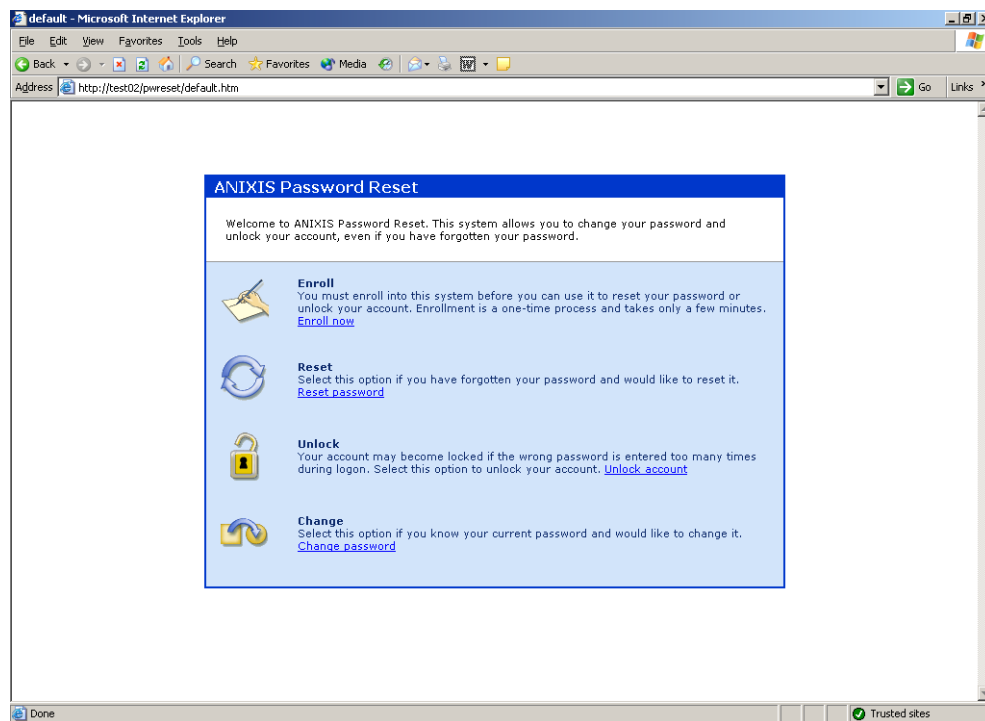 default - Microsoft Internet Explorer
File Edit View Favorites Tools Help
Back Search Favorites Media
Address http://test02/pwreset/default.htm Go Links
ANIXIS Password Reset
Welcome to ANIXIS Password Reset. This system allows you to change your password and
unlock your account, even if you have forgotten your password.
Enroll
You must enroll into this system before you can use it to reset your password or
unlock your account. Enrollment is a one-time process and takes only a few minutes.
Enroll now
Reset
Select this option if you have forgotten your password and would like to reset it.
Reset password
Unlock
Your account may become locked if the wrong password is entered too many times
during logon. Select this option to unlock your account. Unlock account
Change
Select this option if you know your current password and would like to change it.
Change password
Done Trusted sites